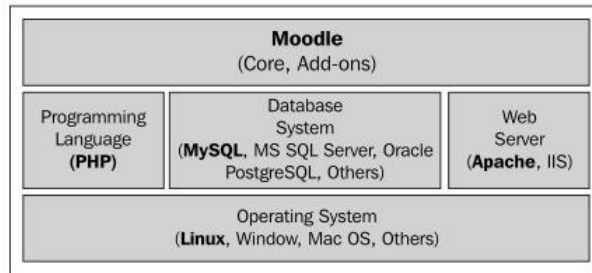 Moodle
(Core, Add-ons)
Programming
Language
(PHP)
Database
System
(MySQL, MS SQL Server, Oracle
PostgreSQL, Others)
Web
Server
(Apache, IIS)
Operating System
(Linux, Window, Mac OS, Others)